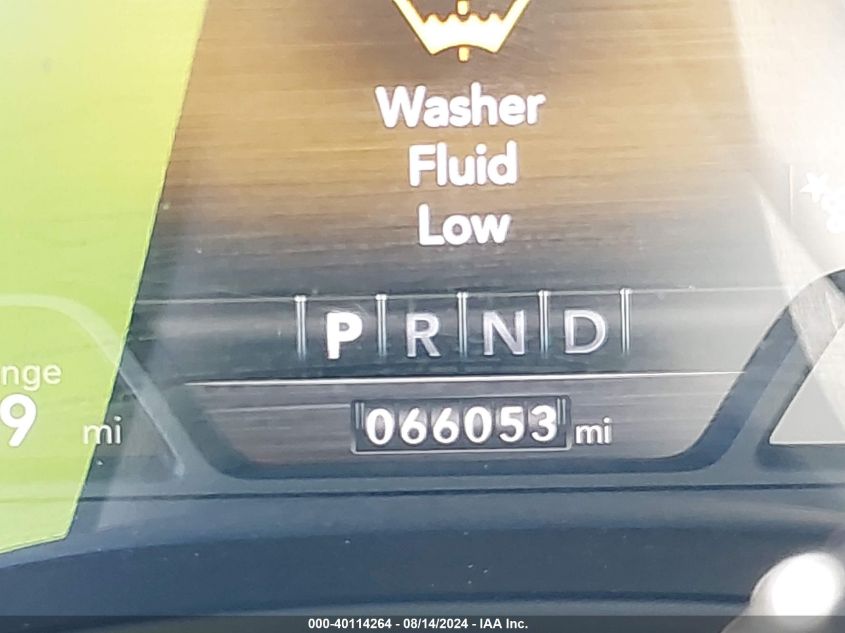 Washer
Fluid
Low
P R N D
nge
9 mi
066053 mi
000-40114264 - 08/14/2024 - IAA Inc.